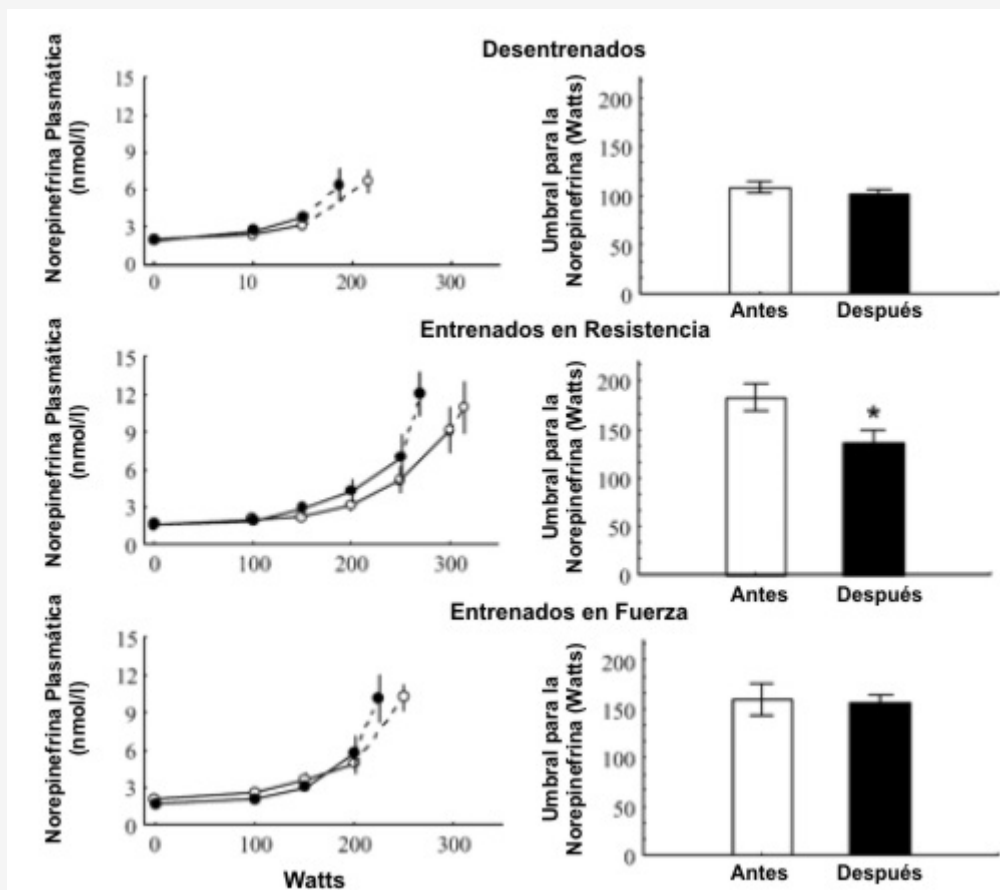 Desentrenados
Norepinefrina Plasmática
(nmol/l)
15
12
9
6
3
0
0
10
200
300
Umbral para la
Norepinefrina (Watts)
200
150
100
50
0
Antes
Después
Entrenados en Resistencia
Norepinefrina Plasmática
(nmol/l)
15
12
9
6
3
0
0
100
200
300
Umbral para la
Norepinefrina (Watts)
200
150
100
50
0
*
Antes
Después
Entrenados en Fuerza
Norepinefrina Plasmática
(nmol/l)
15
12
9
6
3
0
0
100
200
300
Watts
Umbral para la
Norepinefrina (Watts)
200
150
100
50
0
Antes
Después